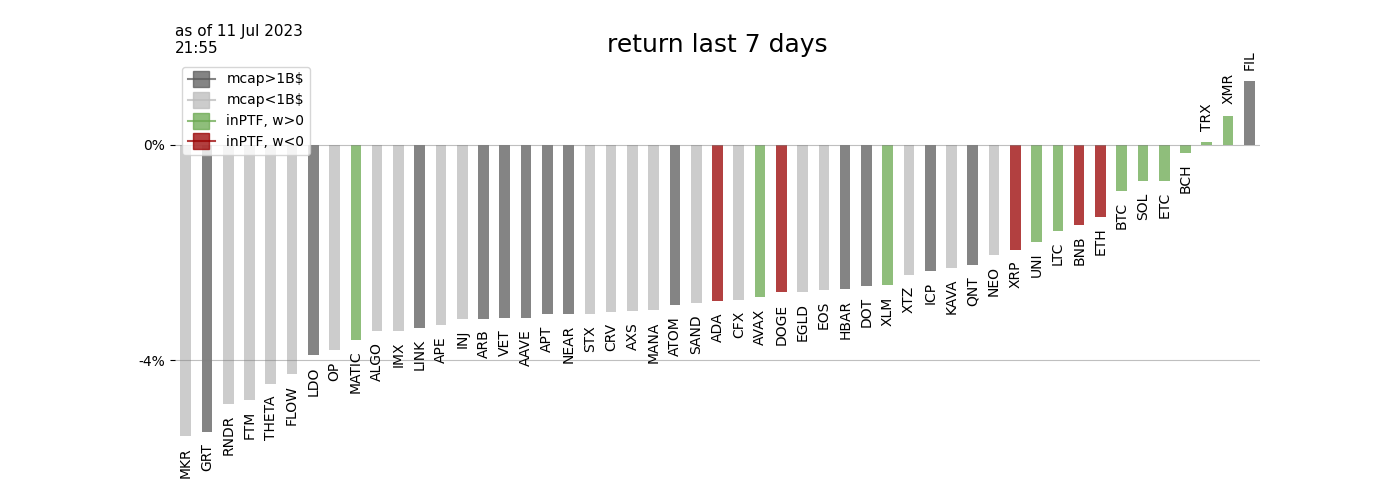 as of 11 Jul 2023
21:55
return last 7 days
mcap>1B$
mcap<1B$
inPTF, w>0
inPTF, w<0
0%
-4%
MKR
GRT
RNDR
FTM
THETA
FLOW
LDO
OP
MATIC
ALGO
IMX
LINK
APE
INJ
ARB
VET
AAVE
APT
NEAR
STX
CRV
AXS
MANA
ATOM
SAND
ADA
CFX
AVAX
DOGE
EGLD
EOS
HBAR
DOT
XLM
XTZ
ICP
KAVA
QNT
NEO
XRP
UNI
LTC
BNB
ETH
BTC
SOL
ETC
BCH
TRX
XMR
FIL